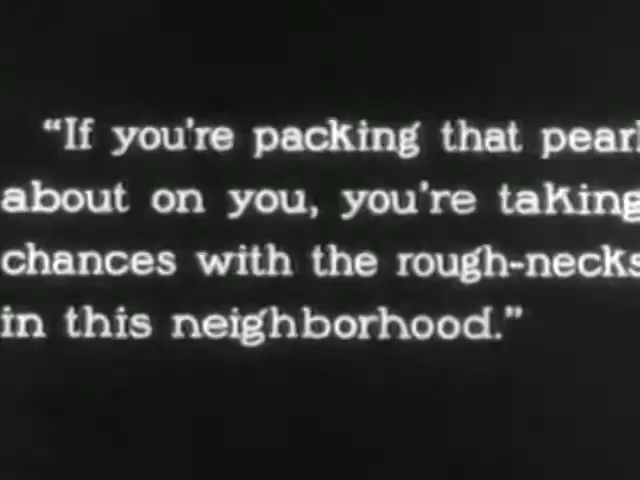 “If you're packing that pearl
about on you, you're taking
chances with the rough-necks
in this neighborhood.”